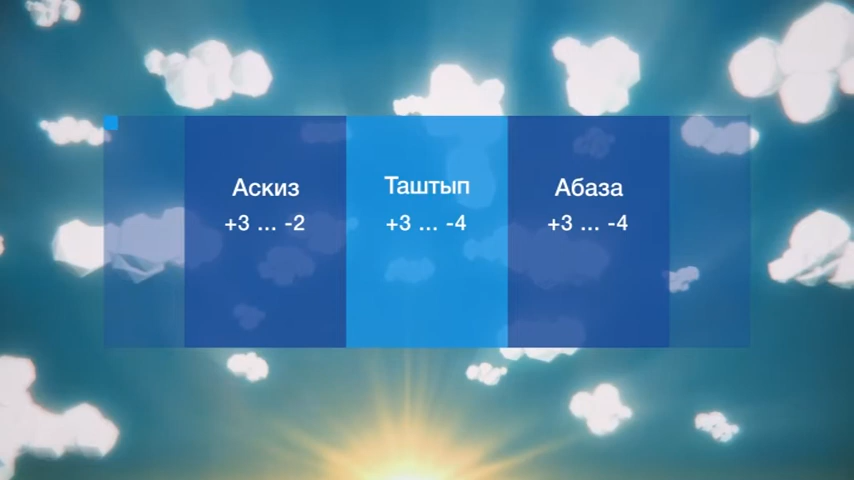 Аскиз
+3 ... -2
Таштып
+3 ... -4
Абаза
+3 ... -4